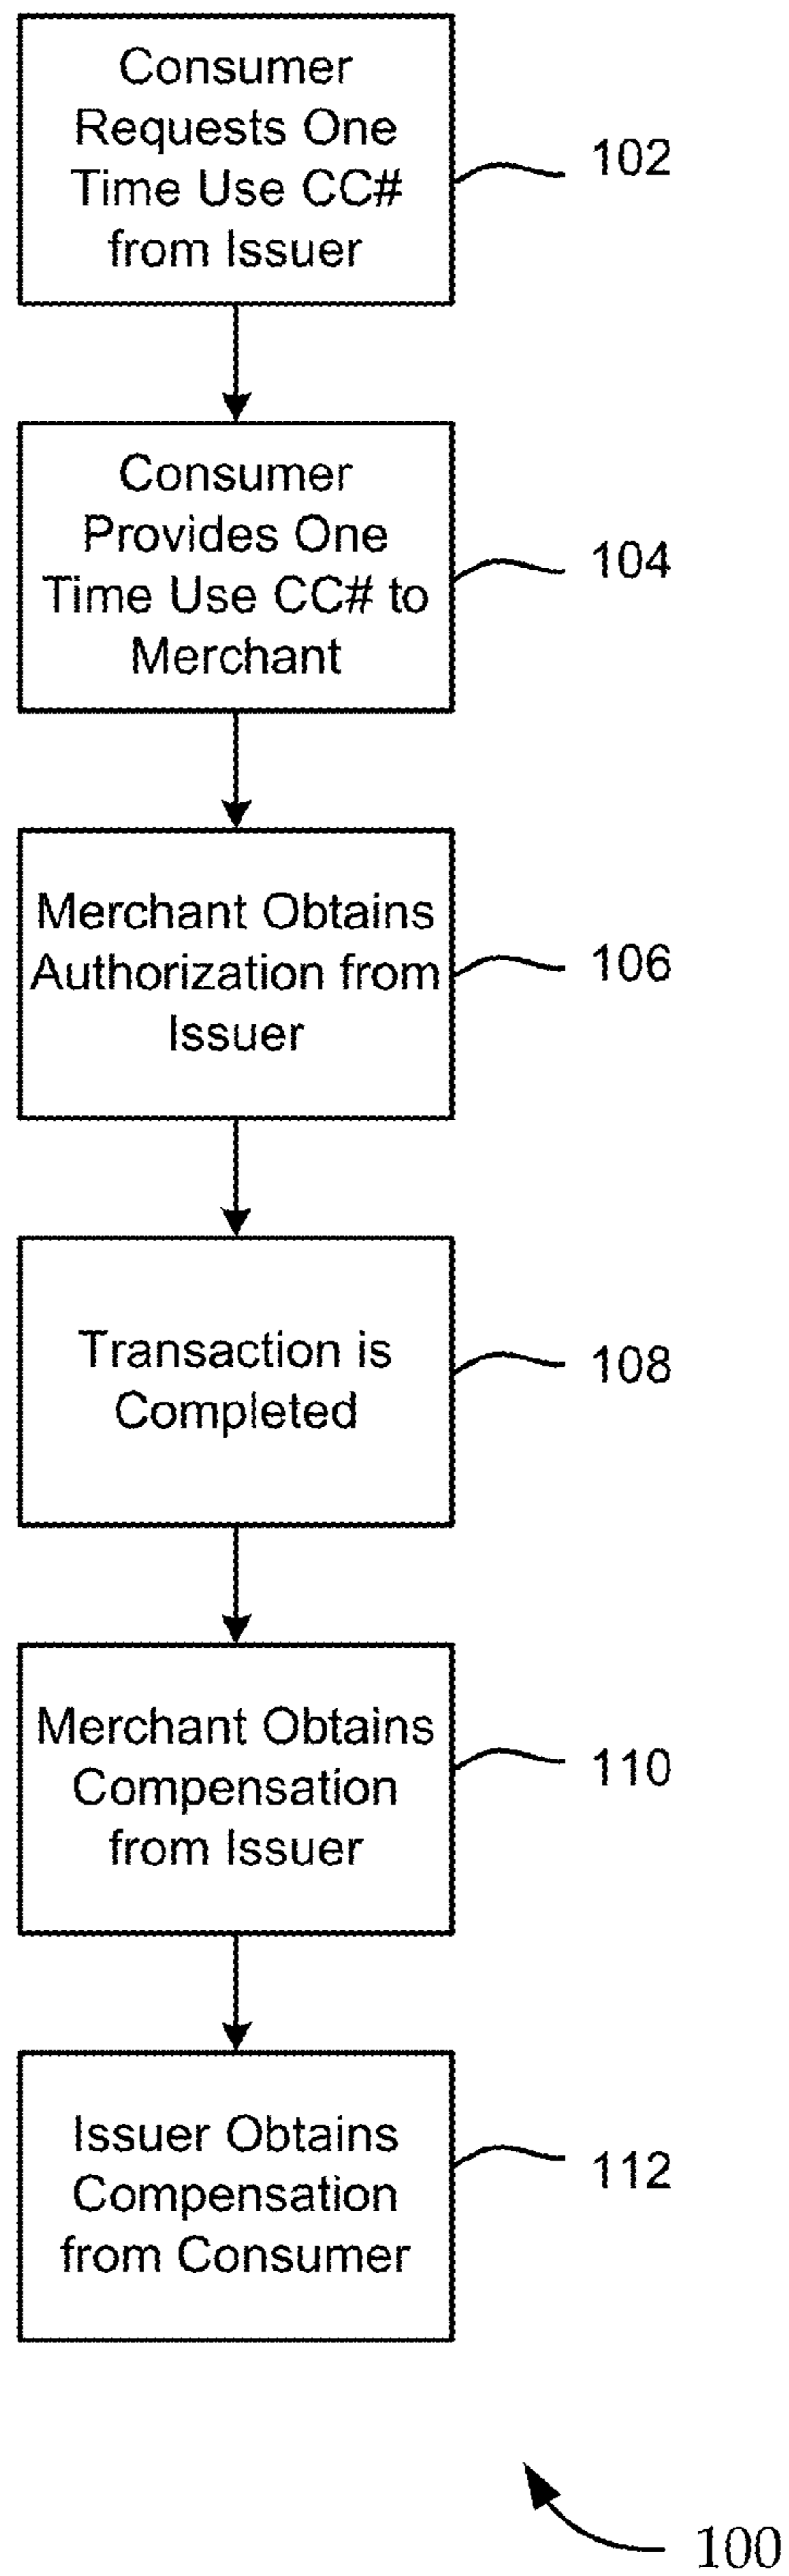 Consumer
Requests One
Time Use CC#
from Issuer
102
Consumer
Provides One
Time Use CC# to
Merchant
104
Merchant Obtains
Authorization from
Issuer
106
Transaction is
Completed
108
Merchant Obtains
Compensation
from Issuer
110
Issuer Obtains
Compensation
from Consumer
112
100